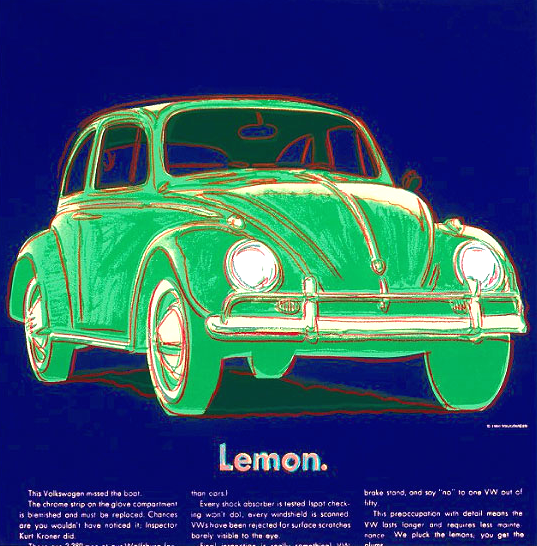 Lemon.
This Volkswagen missed the boat.
The chrome strip on the glove compartment
is blemished and must be replaced. Chances
are you wouldn't have noticed it; Inspector
Kurt Kroner did.
than cars.)
Every shock absorber is tested (spot check-
ing won't do), every windshield is scanned.
VWs have been rejected for surface scratches
barely visible to the eye.
brake stand, and say "no" to one VW out of
fifty.
This preoccupation with detail means the
VW lasts longer and requires less mainte-
nance. We pluck the lemons; you get the
plums.